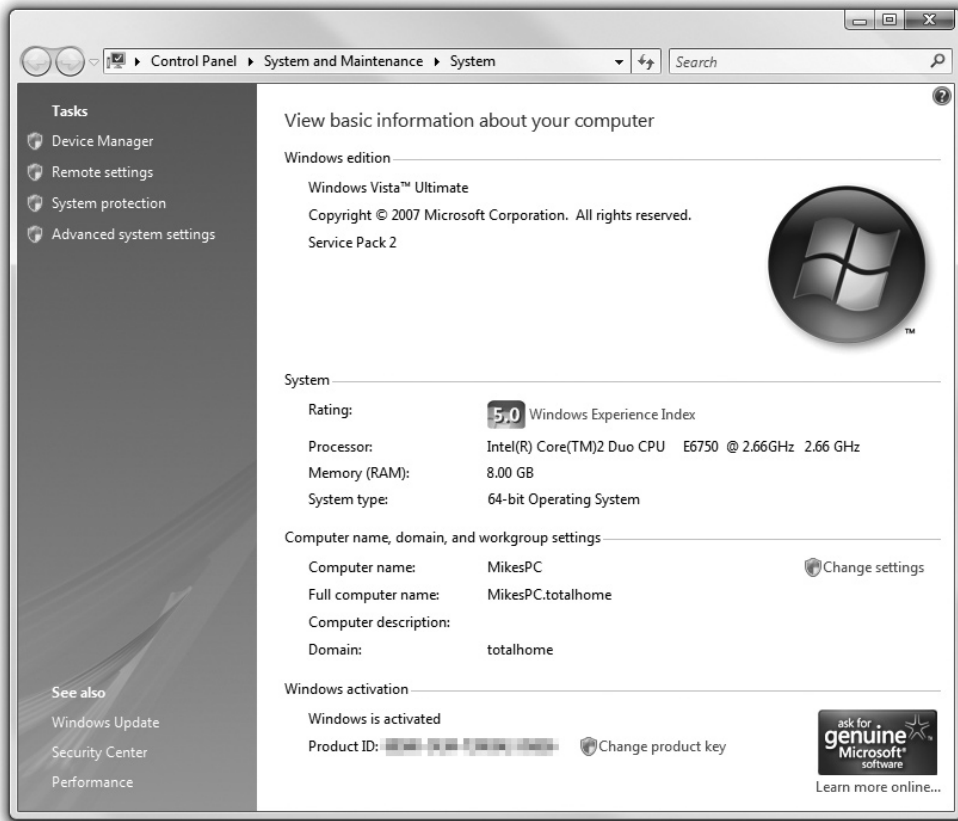 Control Panel System and Maintenance System Search
Tasks
Device Manager
Remote settings
System protection
Advanced system settings
See also
Windows Update
Security Center
Performance
View basic information about your computer
Windows edition
Windows Vista™ Ultimate
Copyright © 2007 Microsoft Corporation. All rights reserved.
Service Pack 2
TM
System
Rating: 5.0 Windows Experience Index
Processor: Intel(R) Core(TM)2 Duo CPU E6750 @ 2.66GHz 2.66 GHz
Memory (RAM): 8.00 GB
System type: 64-bit Operating System
Computer name, domain, and workgroup settings
Computer name: MikesPC Change settings
Full computer name: MikesPC.totalhome
Computer description:
Domain: totalhome
Windows activation
Windows is activated
Product ID: Change product key
ask for
genuine
Microsoft®
software
Learn more online...